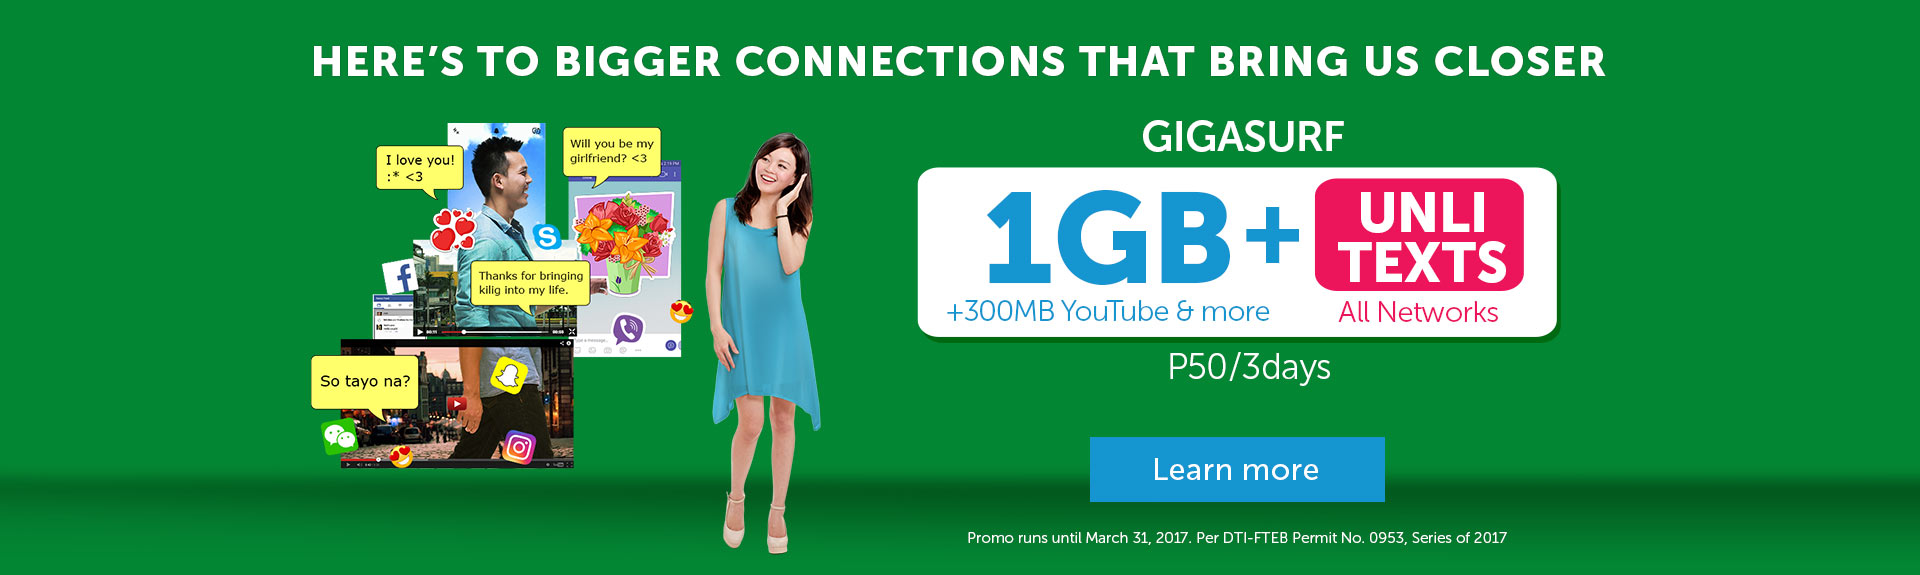 HERE'S TO BIGGER CONNECTIONS THAT BRING US CLOSER
I love you!
:* <3
Will you be my
girlfriend? <3
Thanks for bringing
kilig into my life.
So tayo na?
GIGASURF
1GB+
UNLI
TEXTS
+300MB YouTube & more
All Networks
P50/3days
Learn more
Promo runs until March 31, 2017. Per DTI-FTEB Permit No. 0953, Series of 2017